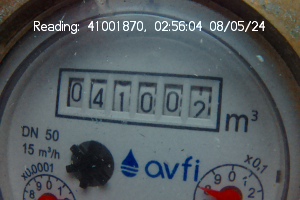 Reading: 41001870, 02:56:04 08/05/24
041002
m³
DN 50
15 m³/h
avfi
x0.0001
x0.1